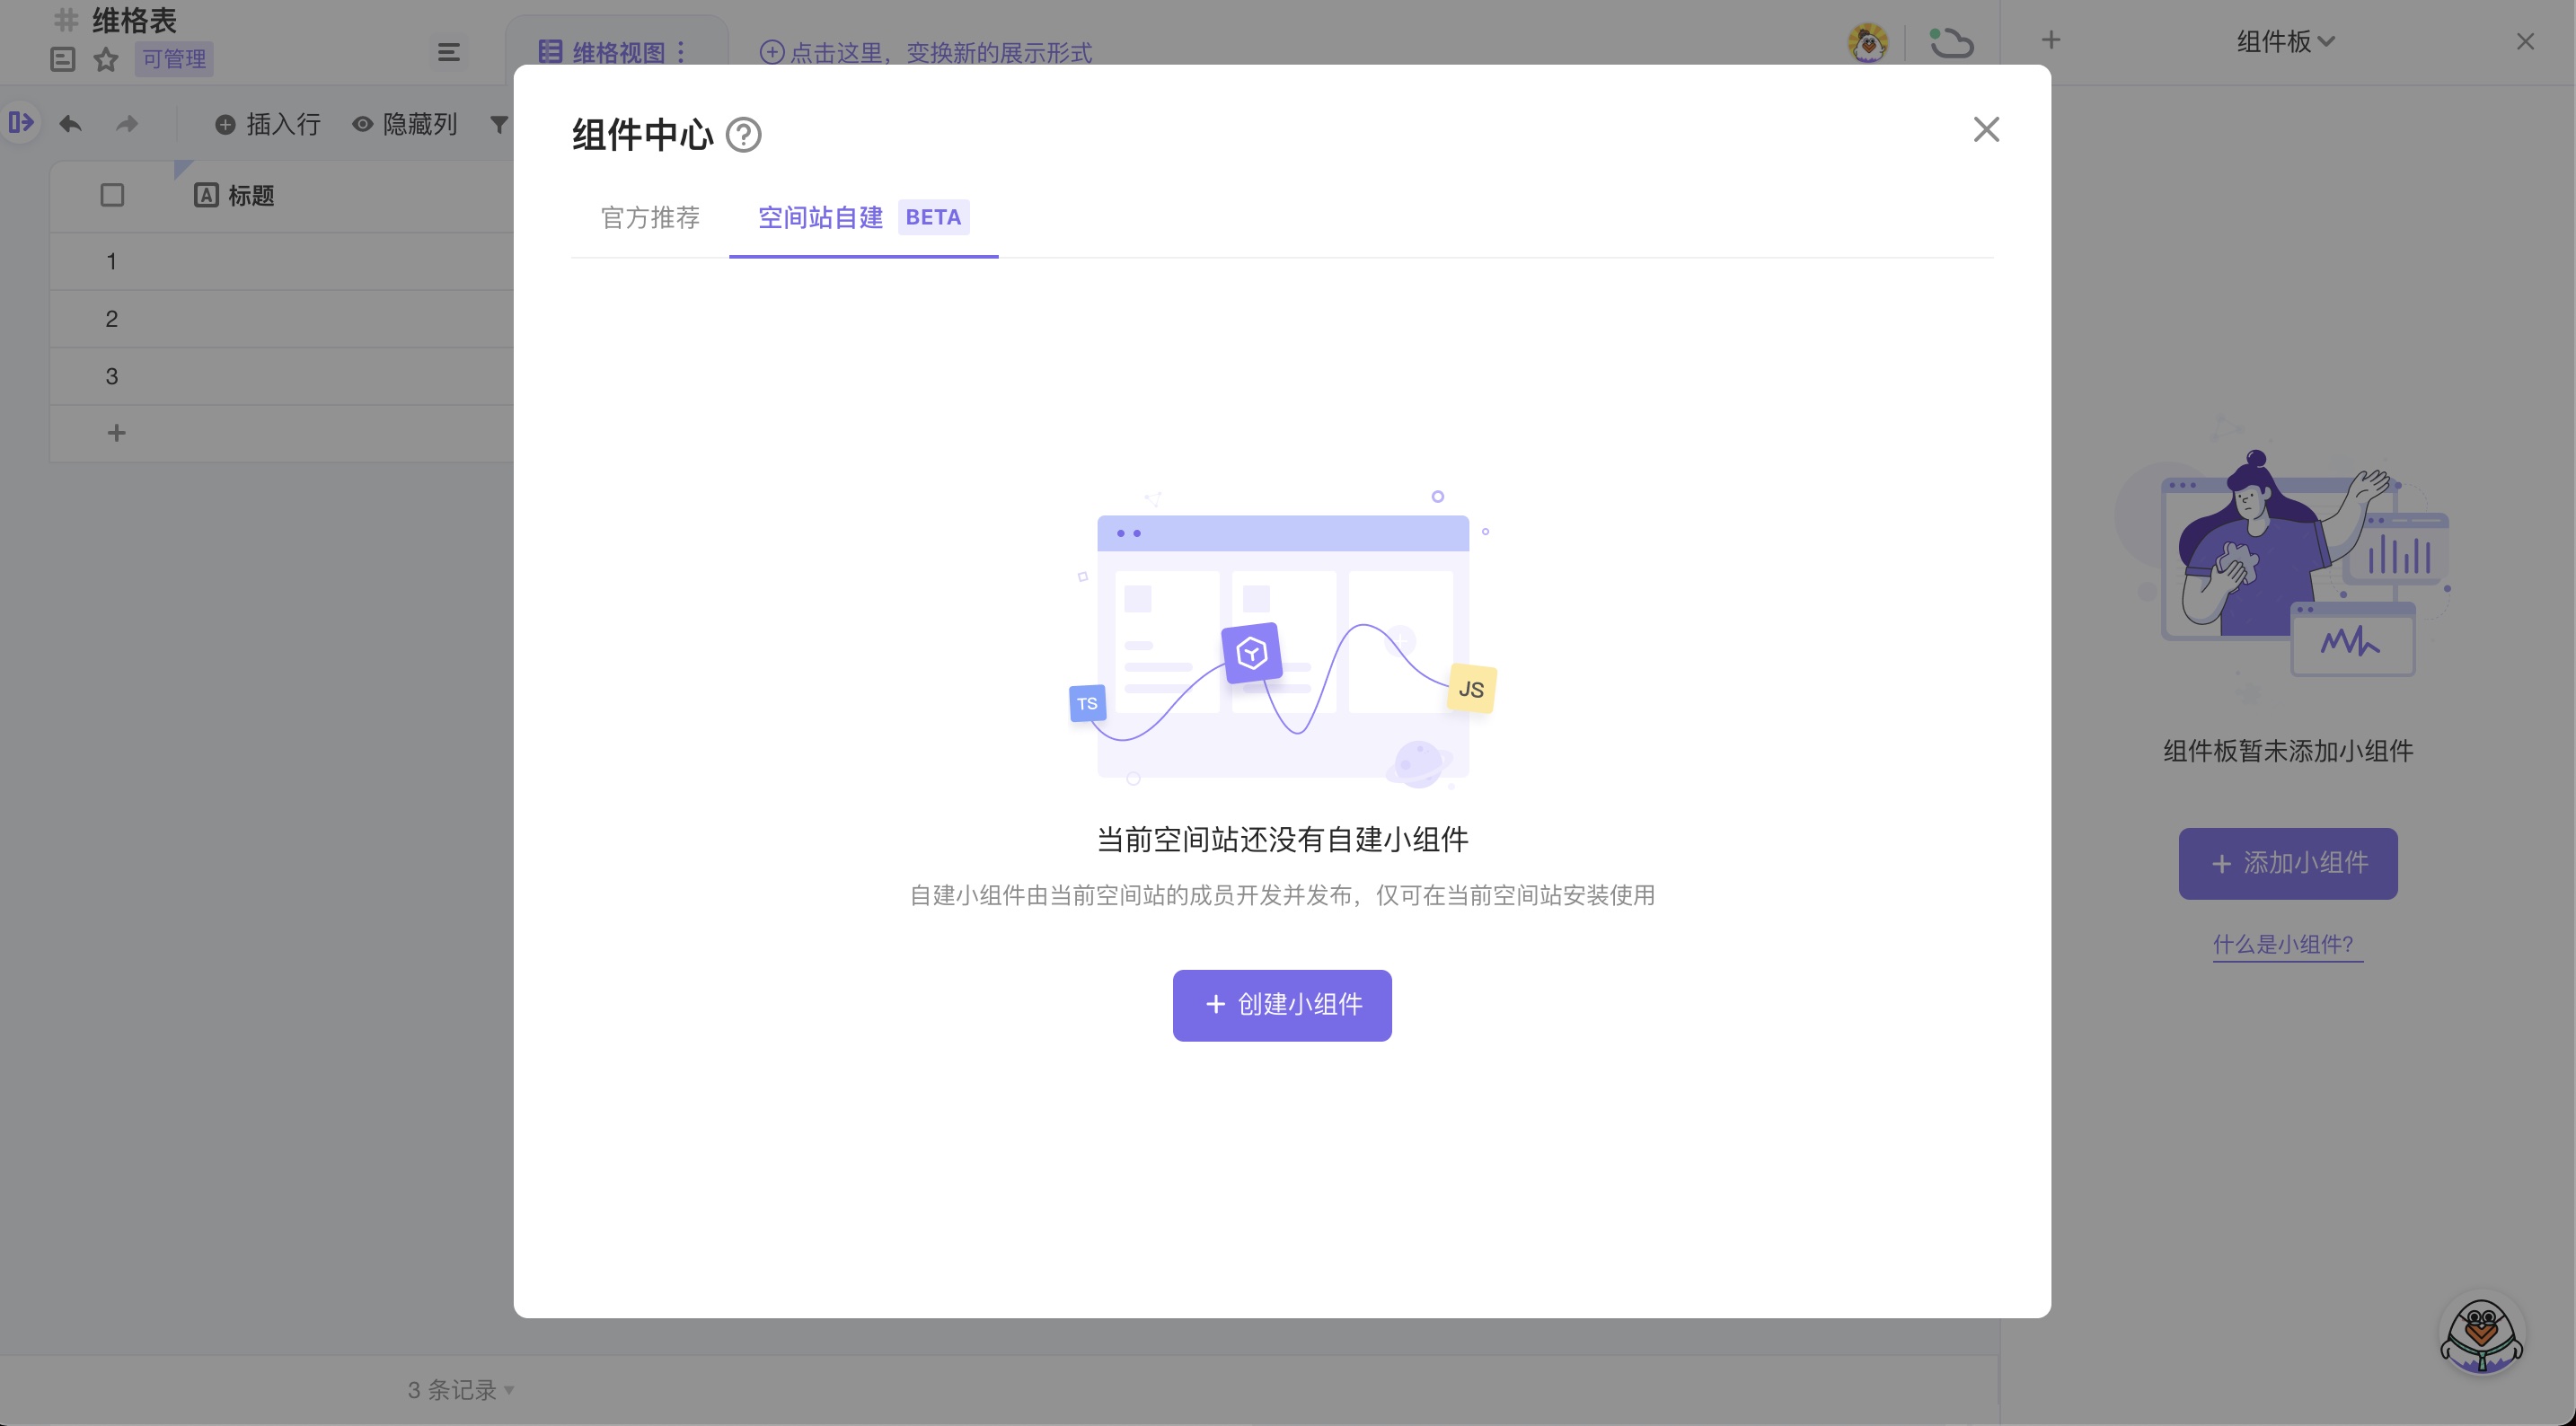 维格表
可管理
维格视图
点击这里，变换新的展示形式
组件板
插入行
隐藏列
标题
1
2
3
组件中心
官方推荐
空间站自建 BETA
TS
JS
当前空间站还没有自建小组件
自建小组件由当前空间站的成员开发并发布，仅可在当前空间站安装使用
创建小组件
组件板暂未添加小组件
添加小组件
什么是小组件？
3 条记录